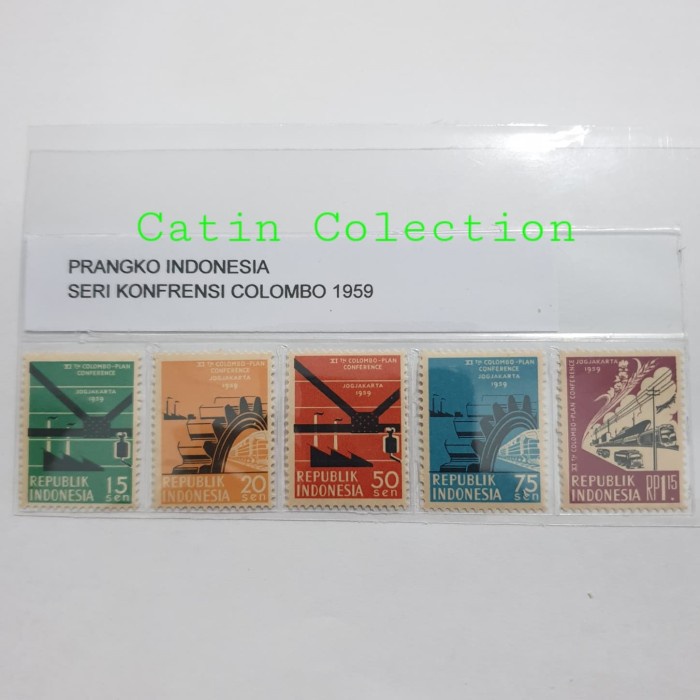 Catin Colection
PRANGKO INDONESIA
SERI KONFRENSI COLOMBO 1959
XI TH COLOMBO-PLAN
CONFERENCE
JOGJAKARTA
1959
REPUBLIK
INDONESIA
15
sen
XI TH COLOMBO-PLAN
CONFERENCE
JOGJAKARTA
1959
REPUBLIK
INDONESIA
20
sen
XI TH COLOMBO-PLAN
CONFERENCE
JOGJAKARTA
1959
REPUBLIK
INDONESIA
50
sen
XI TH COLOMBO-PLAN
CONFERENCE
JOGJAKARTA
1959
REPUBLIK
INDONESIA
75
sen
XI TH COLOMBO-PLAN CONFERENCE
JOGJAKARTA
1959
REPUBLIK
INDONESIA
RP1.15